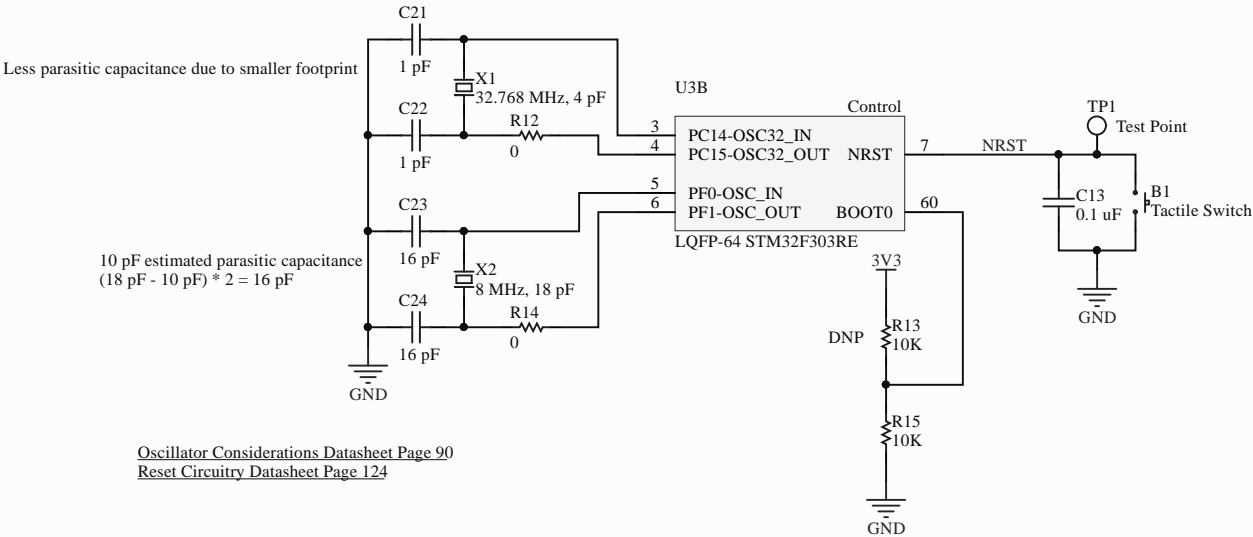 C21
1 pF
Less parasitic capacitance due to smaller footprint
X1
32.768 MHz, 4 pF
C22
1 pF
R12
0
C23
16 pF
10 pF estimated parasitic capacitance
(18 pF - 10 pF) * 2 = 16 pF
X2
8 MHz, 18 pF
C24
16 pF
R14
0
GND
U3B
Control
3
PC14-OSC32_IN
4
PC15-OSC32_OUT
NRST
7
NRST
5
PF0-OSC_IN
6
PF1-OSC_OUT
BOOT0
60
LQFP-64 STM32F303RE
TP1
Test Point
C13
0.1 uF
B1
Tactile Switch
GND
3V3
DNP
R13
10K
R15
10K
GND
Oscillator Considerations Datasheet Page 90
Reset Circuitry Datasheet Page 124